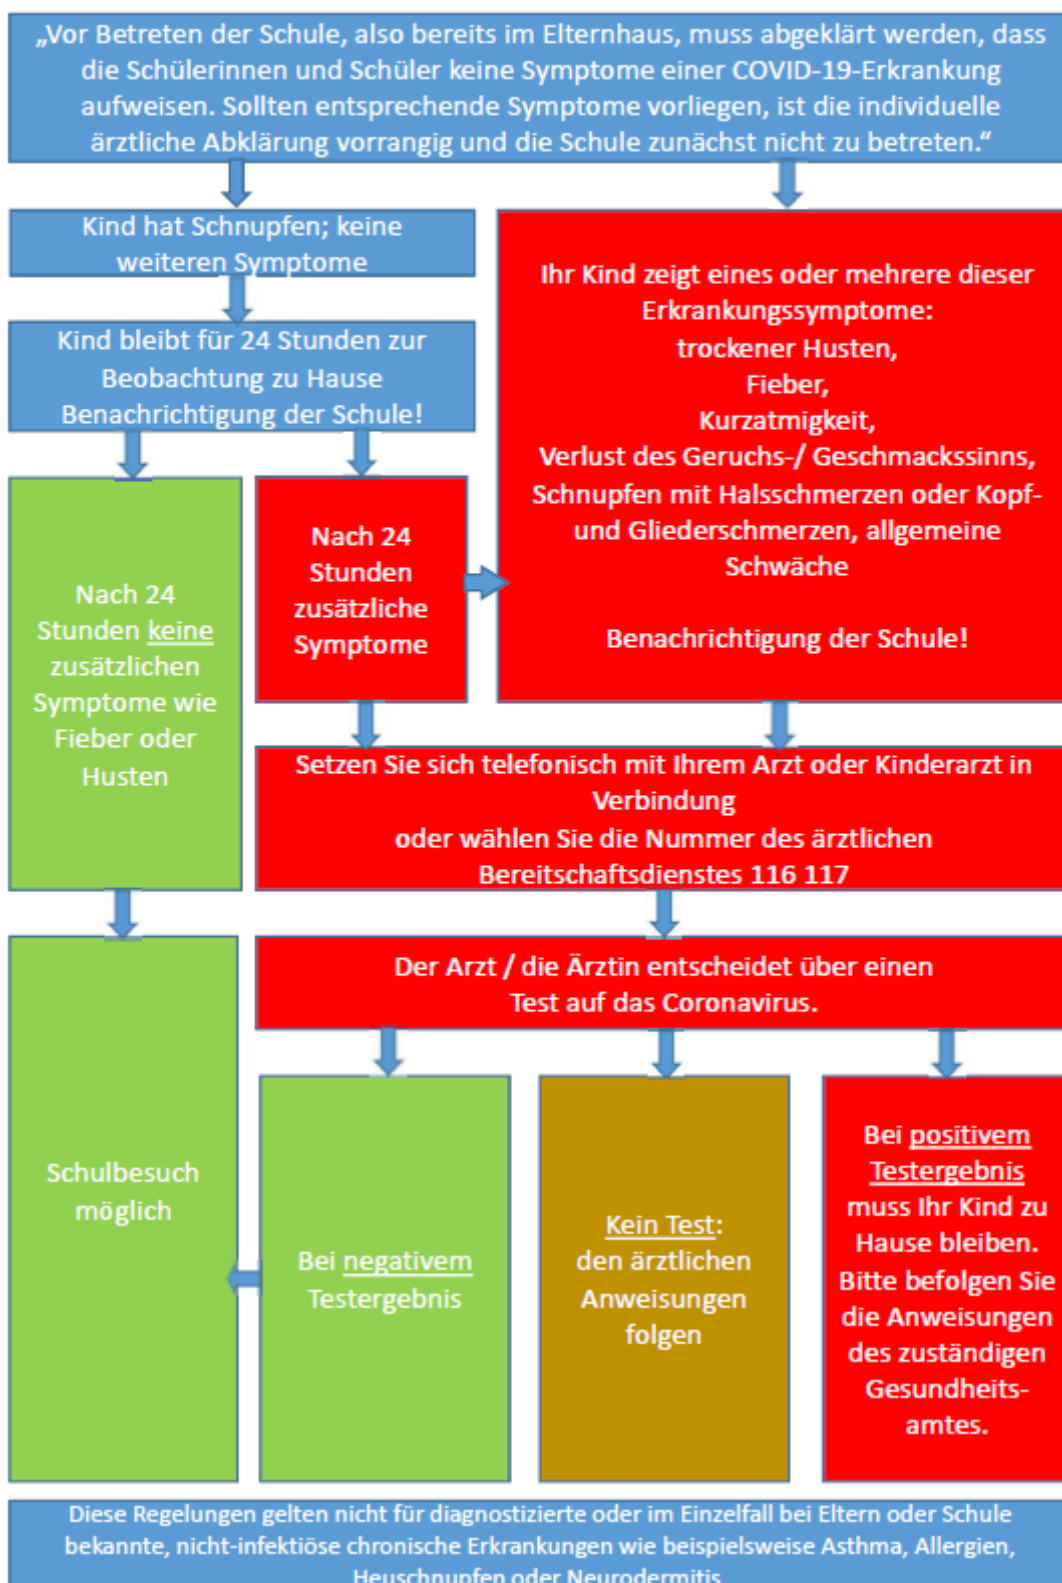 „Vor Betreten der Schule, also bereits im Elternhaus, muss abgeklärt werden, dass
die Schülerinnen und Schüler keine Symptome einer COVID-19-Erkrankung
aufweisen. Sollten entsprechende Symptome vorliegen, ist die individuelle
ärztliche Abklärung vorrangig und die Schule zunächst nicht zu betreten.“
Kind hat Schnupfen; keine
weiteren Symptome
Kind bleibt für 24 Stunden zur
Beobachtung zu Hause
Benachrichtigung der Schule!
Ihr Kind zeigt eines oder mehrere dieser
Erkrankungssymptome:
trockener Husten,
Fieber,
Kurzatmigkeit,
Verlust des Geruchs-/ Geschmackssinns,
Schnupfen mit Halsschmerzen oder Kopf-
und Gliederschmerzen, allgemeine
Schwäche
Benachrichtigung der Schule!
Nach 24
Stunden keine
zusätzlichen
Symptome wie
Fieber oder
Husten
Nach 24
Stunden
zusätzliche
Symptome
Setzen Sie sich telefonisch mit Ihrem Arzt oder Kinderarzt in
Verbindung
oder wählen Sie die Nummer des ärztlichen
Bereitschaftsdienstes 116 117
Der Arzt / die Ärztin entscheidet über einen
Test auf das Coronavirus.
Schulbesuch
möglich
Bei negativem
Testergebnis
Kein Test:
den ärztlichen
Anweisungen
folgen
Bei positivem
Testergebnis
muss Ihr Kind zu
Hause bleiben.
Bitte befolgen Sie
die Anweisungen
des zuständigen
Gesundheits-
amtes.
Diese Regelungen gelten nicht für diagnostizierte oder im Einzelfall bei Eltern oder Schule
bekannte, nicht-infektiöse chronische Erkrankungen wie beispielsweise Asthma, Allergien,
Heuschnupfen oder Neurodermitis